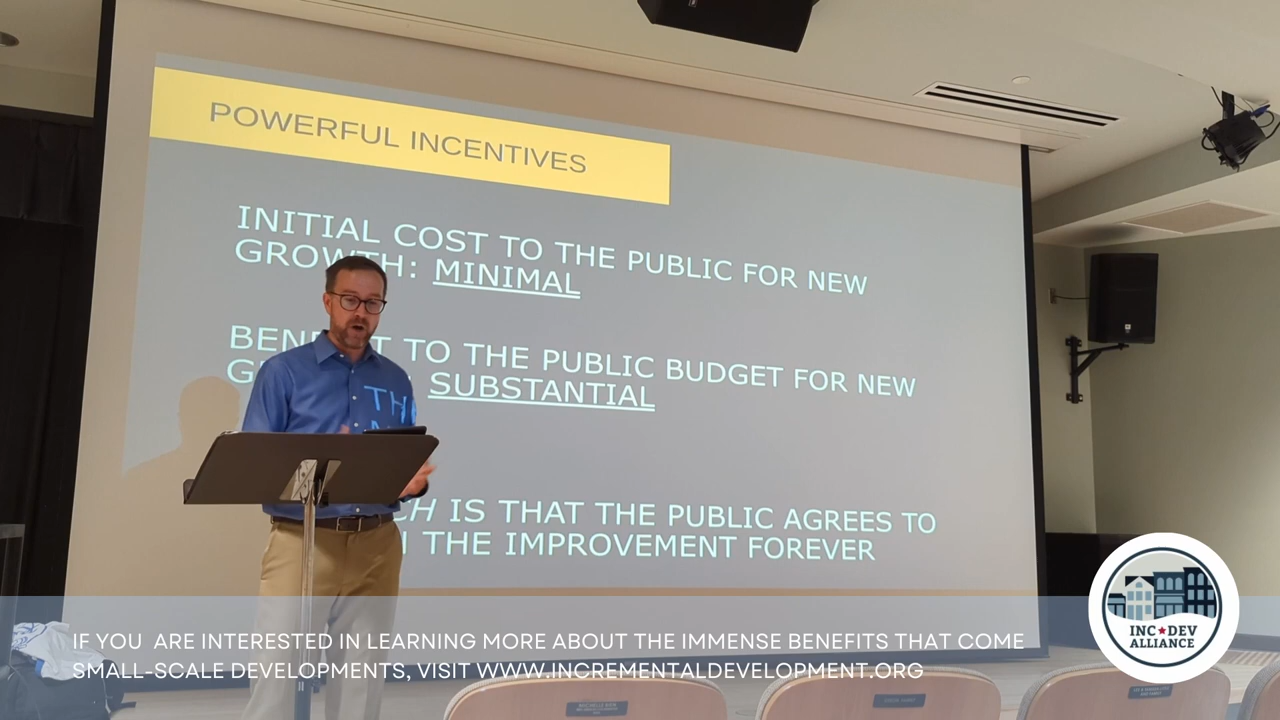 POWERFUL INCENTIVES
INITIAL COST TO THE PUBLIC FOR NEW
GROWTH: MINIMAL
TO THE PUBLIC BUDGET FOR NEW
SUBSTANTIAL
IS THAT THE PUBLIC AGREES TO
THE IMPROVEMENT FOREVER
IF YOU ARE INTERESTED IN LEARNING MORE ABOUT THE IMMENSE BENEFITS THAT COME
SMALL-SCALE DEVELOPMENTS, VISIT WWW.INCREMENTALDEVELOPMENT.ORG
INC★DEV
ALLIANCE